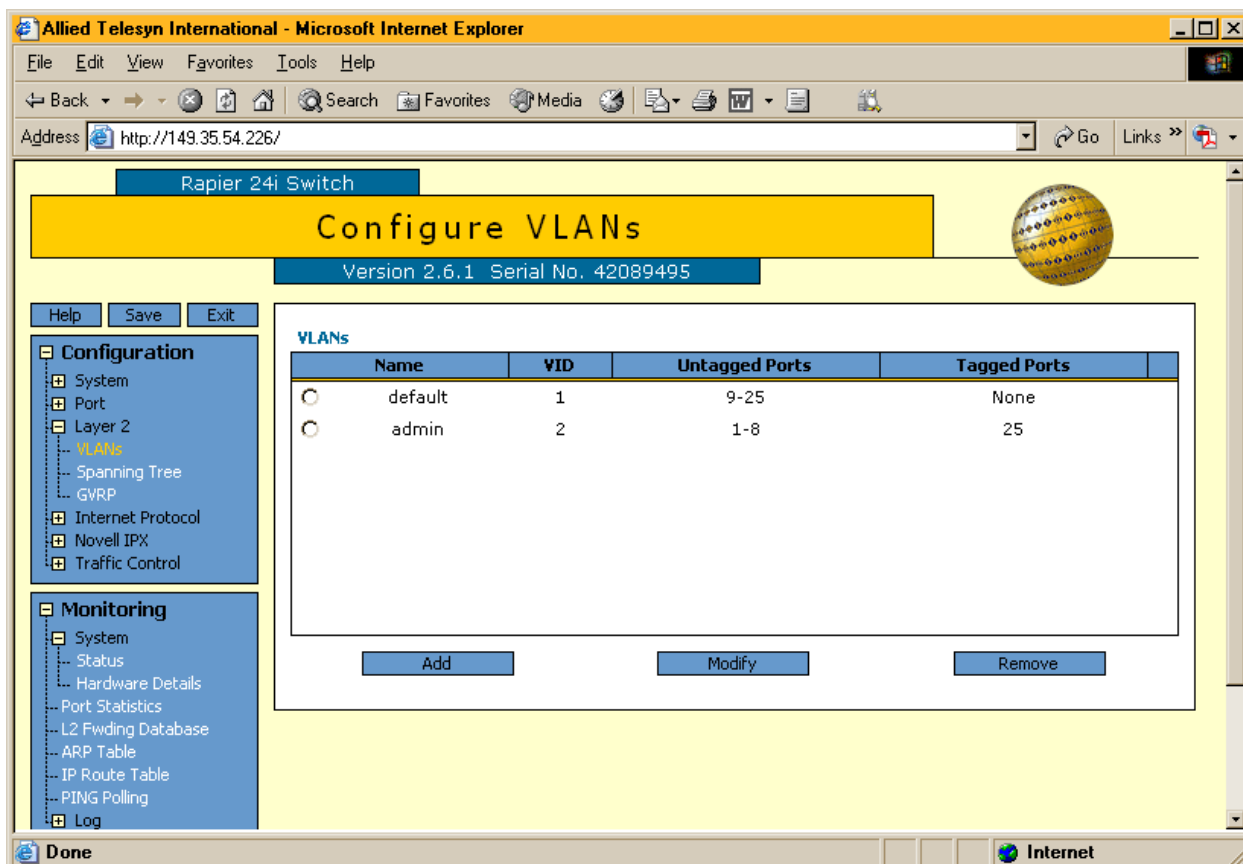 Allied Telesyn International - Microsoft Internet Explorer
File Edit View Favorites Tools Help
Back Search Favorites Media
Address http://149.35.54.226/ Go Links »
Rapier 24i Switch
Configure VLANs
Version 2.6.1 Serial No. 42089495
Help Save Exit
Configuration
System
Port
Layer 2
VLANs
Spanning Tree
GVRP
Internet Protocol
Novell IPX
Traffic Control
Monitoring
System
Status
Hardware Details
Port Statistics
L2 Fwding Database
ARP Table
IP Route Table
PING Polling
Log
VLANs
Name VID Untagged Ports Tagged Ports
default 1 9-25 None
admin 2 1-8 25
Add Modify Remove
Done Internet